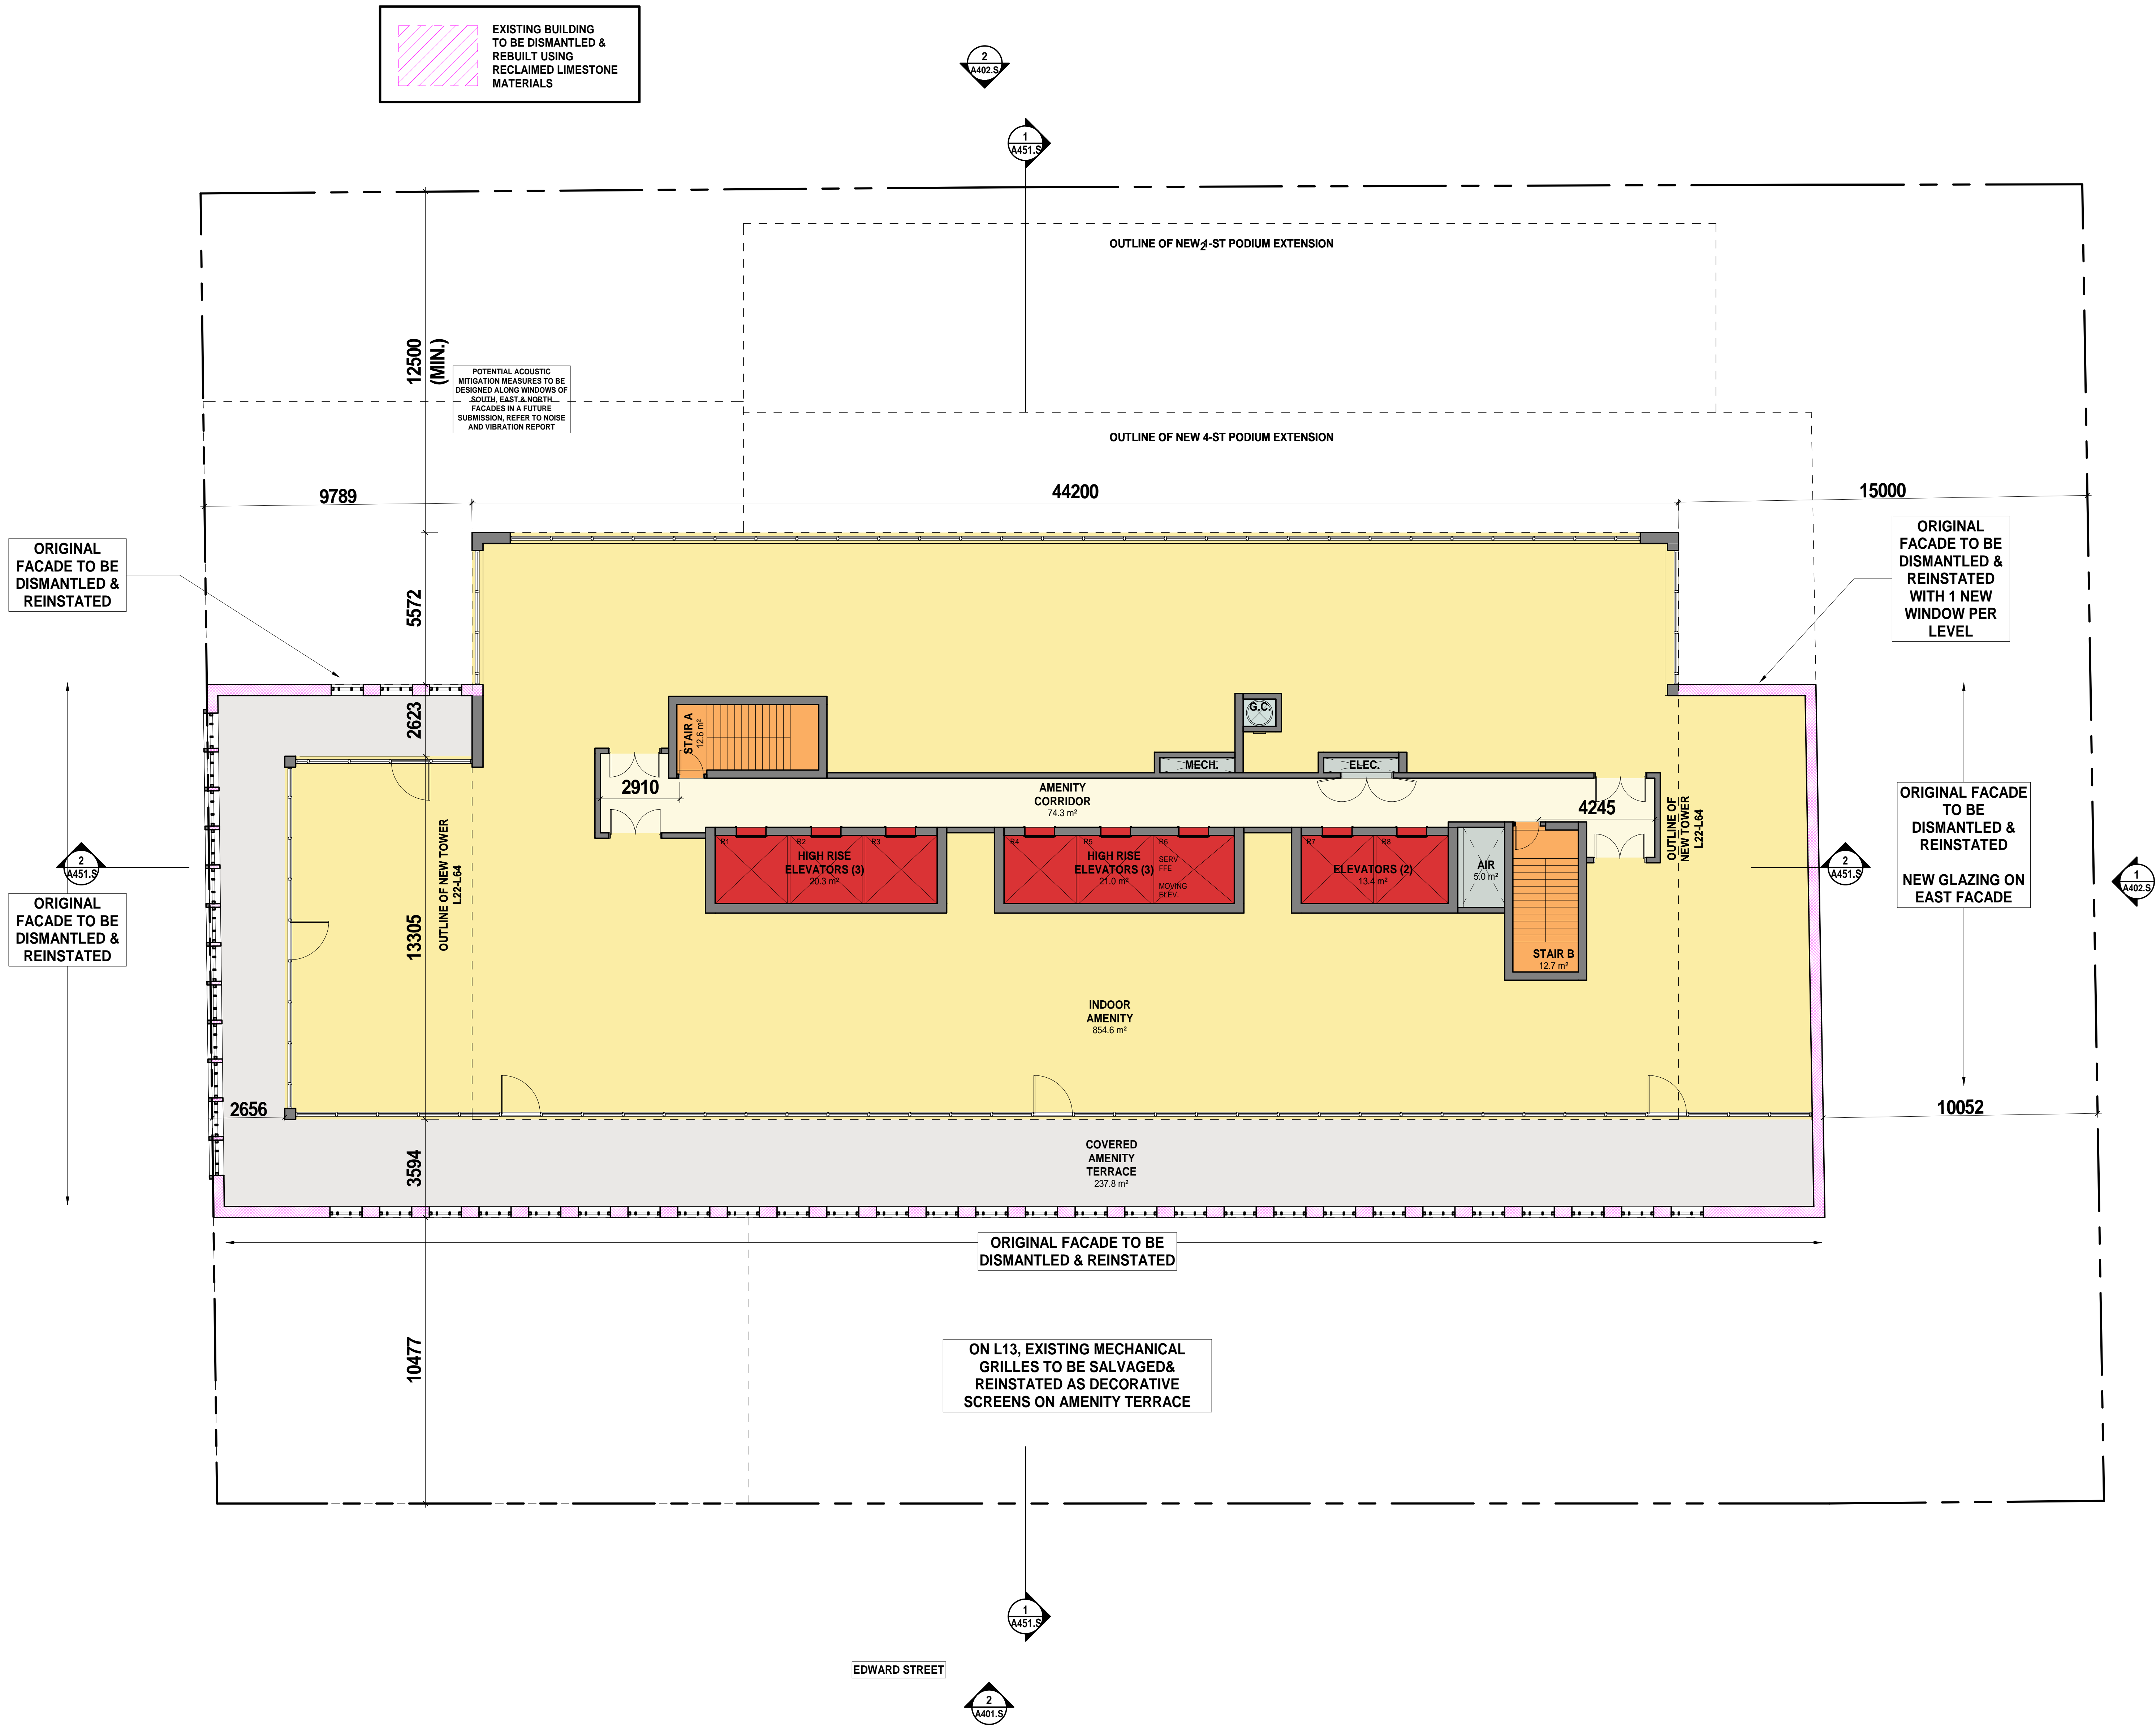 EXISTING BUILDING
TO BE DISMANTLED &
REBUILT USING
RECLAIMED LIMESTONE
MATERIALS
2
A402.S
1
A451.S
OUTLINE OF NEW 2-ST PODIUM EXTENSION
12500
(MIN.)
POTENTIAL ACOUSTIC
MITIGATION MEASURES TO BE
DESIGNED ALONG WINDOWS OF
SOUTH, EAST & NORTH
FACADES IN A FUTURE
SUBMISSION, REFER TO NOISE
AND VIBRATION REPORT
OUTLINE OF NEW 4-ST PODIUM EXTENSION
9789
44200
15000
ORIGINAL
FACADE TO BE
DISMANTLED &
REINSTATED
ORIGINAL
FACADE TO BE
DISMANTLED &
REINSTATED
WITH 1 NEW
WINDOW PER
LEVEL
5572
2623
STAIR A
12.6 m²
G.C.
MECH.
ELEC.
2910
AMENITY
CORRIDOR
74.3 m²
4245
OUTLINE OF
NEW TOWER
L22-L64
ORIGINAL FACADE
TO BE
DISMANTLED &
REINSTATED
NEW GLAZING ON
EAST FACADE
2
A451.S
ORIGINAL
FACADE TO BE
DISMANTLED &
REINSTATED
OUTLINE OF NEW TOWER
L22-L64
13305
R1
R2
R3
HIGH RISE
ELEVATORS (3)
20.3 m²
R4
R5
R6
HIGH RISE
ELEVATORS (3)
21.0 m²
SERV
FFE
MOVING
ELEV.
R7
R8
ELEVATORS (2)
13.4 m²
AIR
5.0 m²
2
A451.S
1
A402.S
STAIR B
12.7 m²
INDOOR
AMENITY
854.6 m²
2656
10052
3594
COVERED
AMENITY
TERRACE
237.8 m²
ORIGINAL FACADE TO BE
DISMANTLED & REINSTATED
10477
ON L13, EXISTING MECHANICAL
GRILLES TO BE SALVAGED&
REINSTATED AS DECORATIVE
SCREENS ON AMENITY TERRACE
1
A451.S
EDWARD STREET
2
A401.S